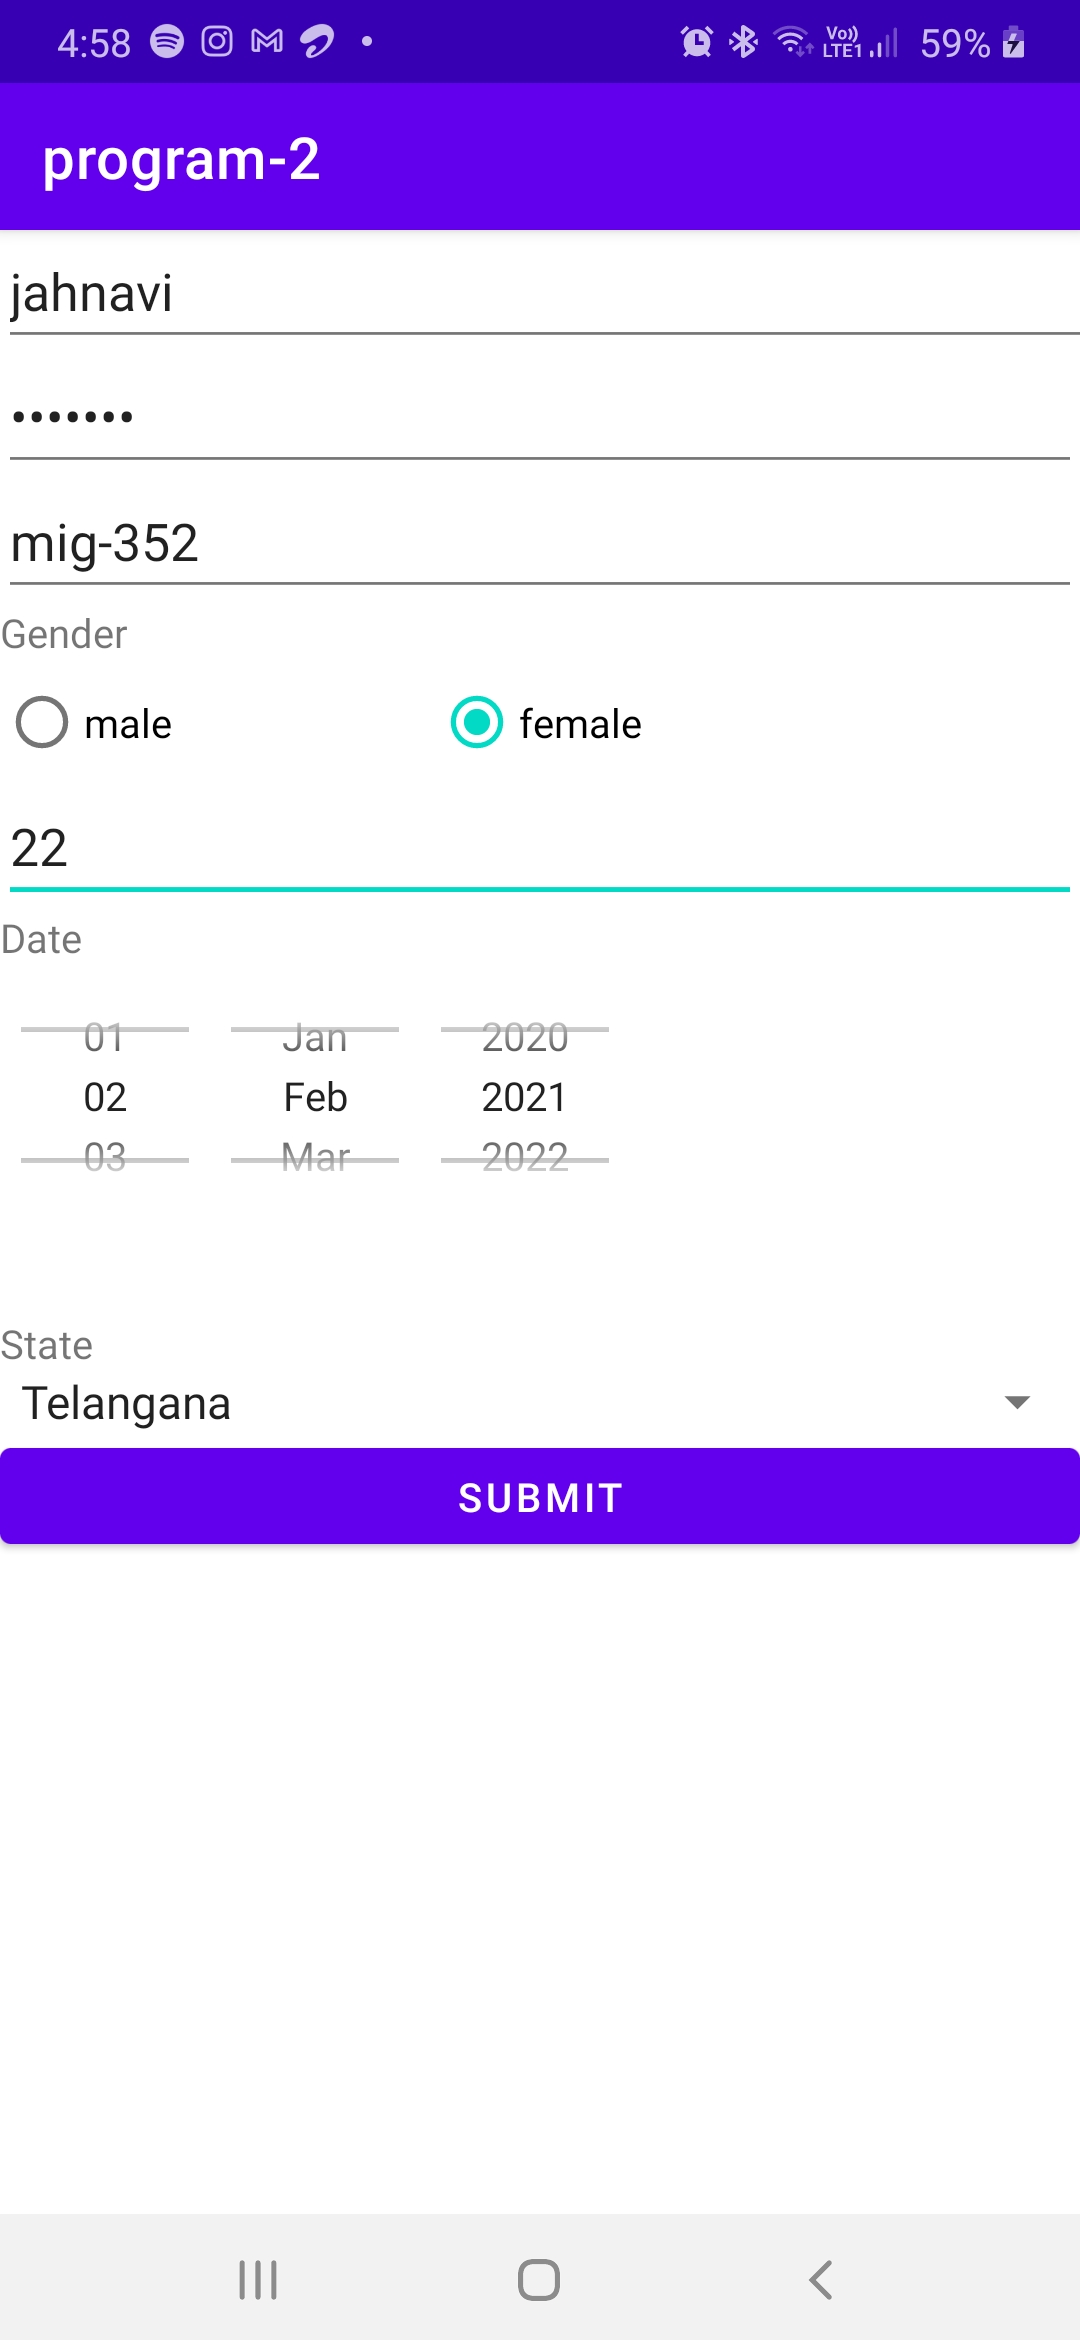 4:58 Vo)) LTE1 59%
program-2
jahnavi
•••••••
mig-352
Gender
male female
22
Date
01 Jan 2020
02 Feb 2021
03 Mar 2022
State
Telangana
SUBMIT